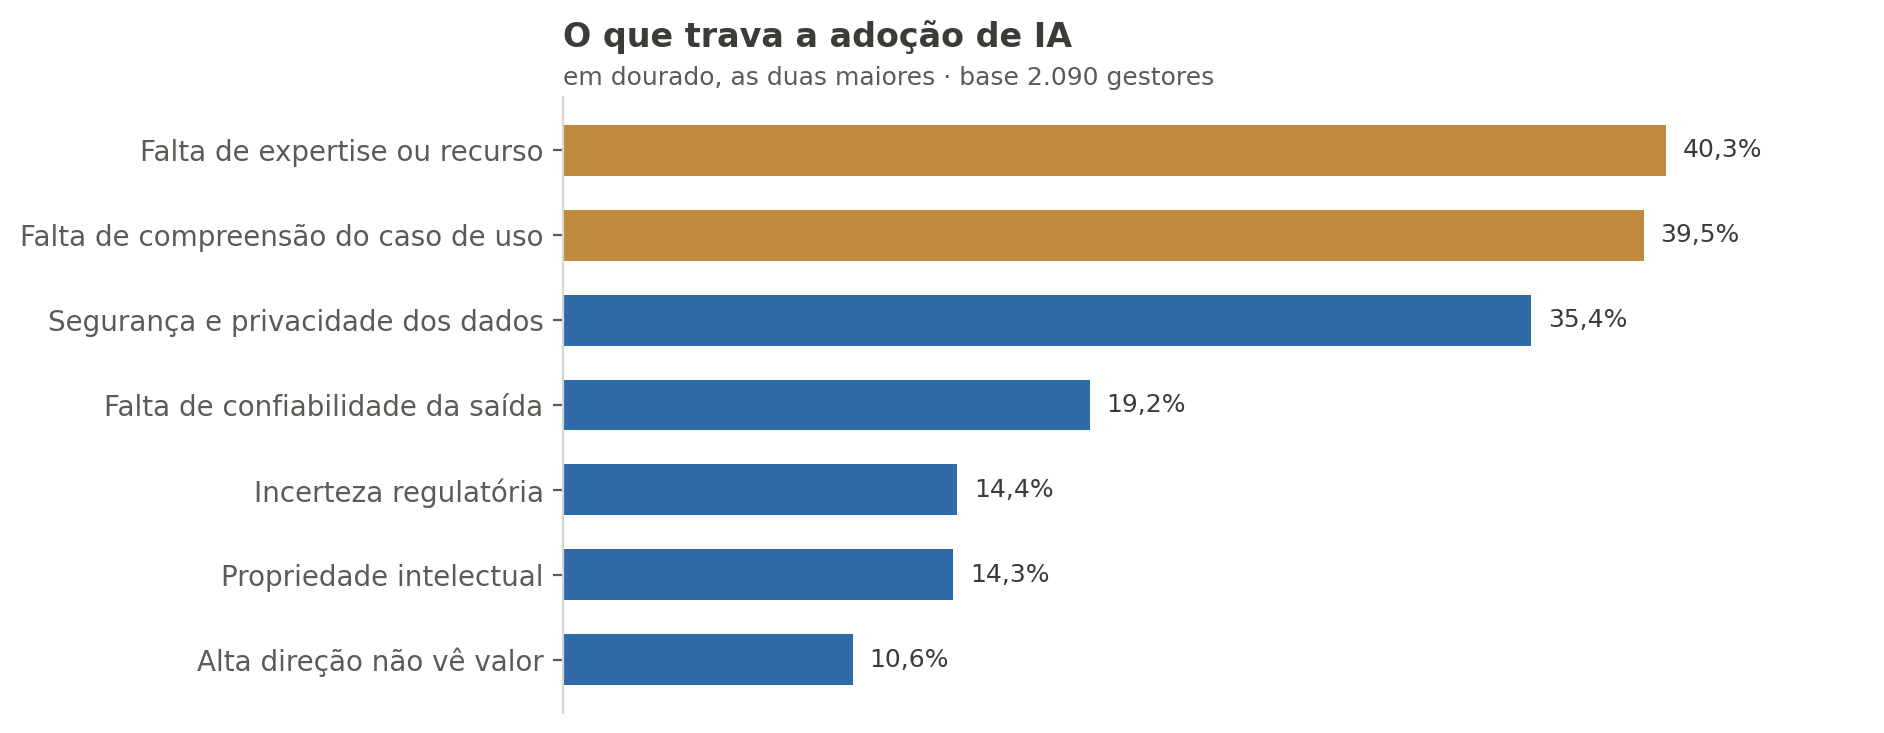 O que trava a adoção de IA
em dourado, as duas maiores · base 2.090 gestores
Falta de expertise ou recurso 40,3%
Falta de compreensão do caso de uso 39,5%
Segurança e privacidade dos dados 35,4%
Falta de confiabilidade da saída 19,2%
Incerteza regulatória 14,4%
Propriedade intelectual 14,3%
Alta direção não vê valor 10,6%